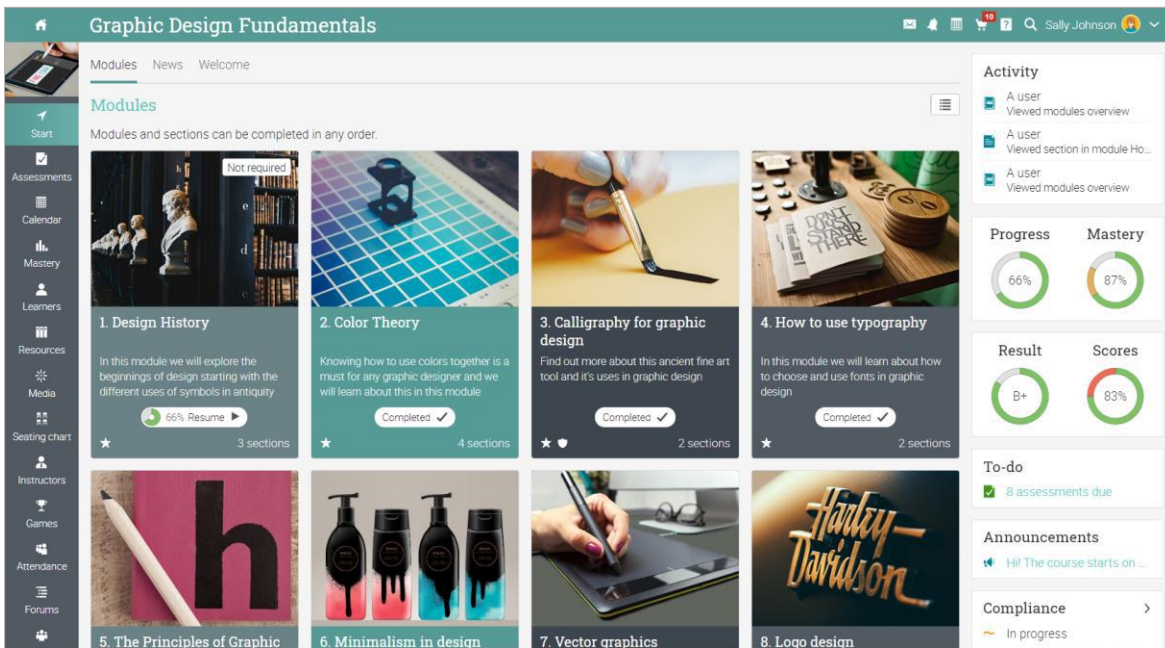 Graphic Design Fundamentals
10
?
Sally Johnson
Start
Assessments
Calendar
Mastery
Learners
Resources
Media
Seating chart
Instructors
Games
Attendance
Forums
Modules News Welcome
Modules
Modules and sections can be completed in any order.
h
e
d
Not required
1. Design History
In this module we will explore the
beginnings of design starting with the
different uses of symbols in antiquity
66% Resume
3 sections
2. Color Theory
Knowing how to use colors together is a
must for any graphic designer and we
will learn about this in this module
Completed
4 sections
3. Calligraphy for graphic
design
Find out more about this ancient fine art
tool and it's uses in graphic design
Completed
2 sections
DON'T
JUST
STAND
THERE
4. How to use typography
In this module we will learn about how
to choose and use fonts in graphic
design
Completed
2 sections
h
5. The Principles of Graphic
6. Minimalism in design
7. Vector graphics
Harley-
Davidson
8. Logo design
Activity
A user
Viewed modules overview
A user
Viewed section in module Ho...
A user
Viewed modules overview
Progress Mastery
66% 87%
Result Scores
B+ 83%
To-do
8 assessments due
Announcements
Hi! The course starts on ...
Compliance
In progress